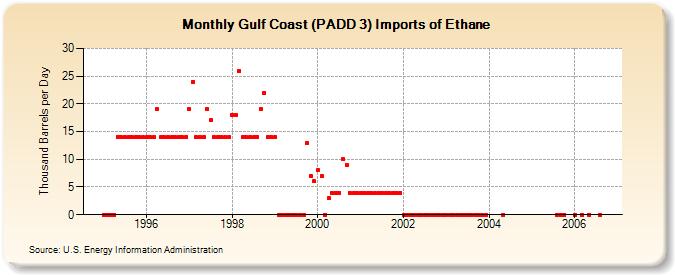 Monthly Gulf Coast (PADD 3) Imports of Ethane
Thousand Barrels per Day
30
25
20
15
10
5
0
1996 1998 2000 2002 2004 2006
Source: U.S. Energy Information Administration